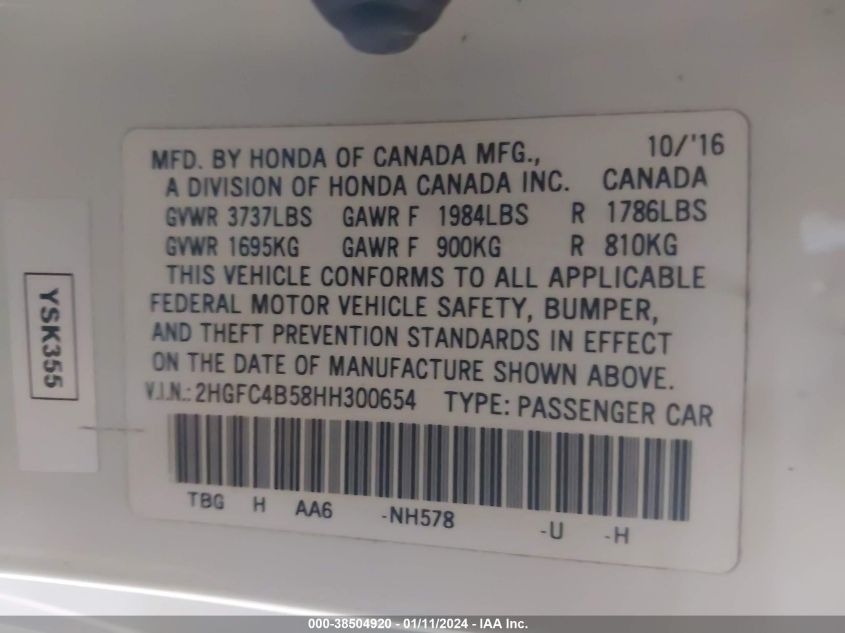 10/'16
MFD. BY HONDA OF CANADA MFG.,
A DIVISION OF HONDA CANADA INC. CANADA
GVWR 3737LBS GAWR F 1984LBS R 1786LBS
GVWR 1695KG GAWR F 900KG R 810KG
THIS VEHICLE CONFORMS TO ALL APPLICABLE
FEDERAL MOTOR VEHICLE SAFETY, BUMPER,
AND THEFT PREVENTION STANDARDS IN EFFECT
ON THE DATE OF MANUFACTURE SHOWN ABOVE.
V.I.N.: 2HGFC4B58HH300654 TYPE: PASSENGER CAR
TBG H AA6 -NH578 -U -H
YSK355
000-38504920 - 01/11/2024 - IAA Inc.